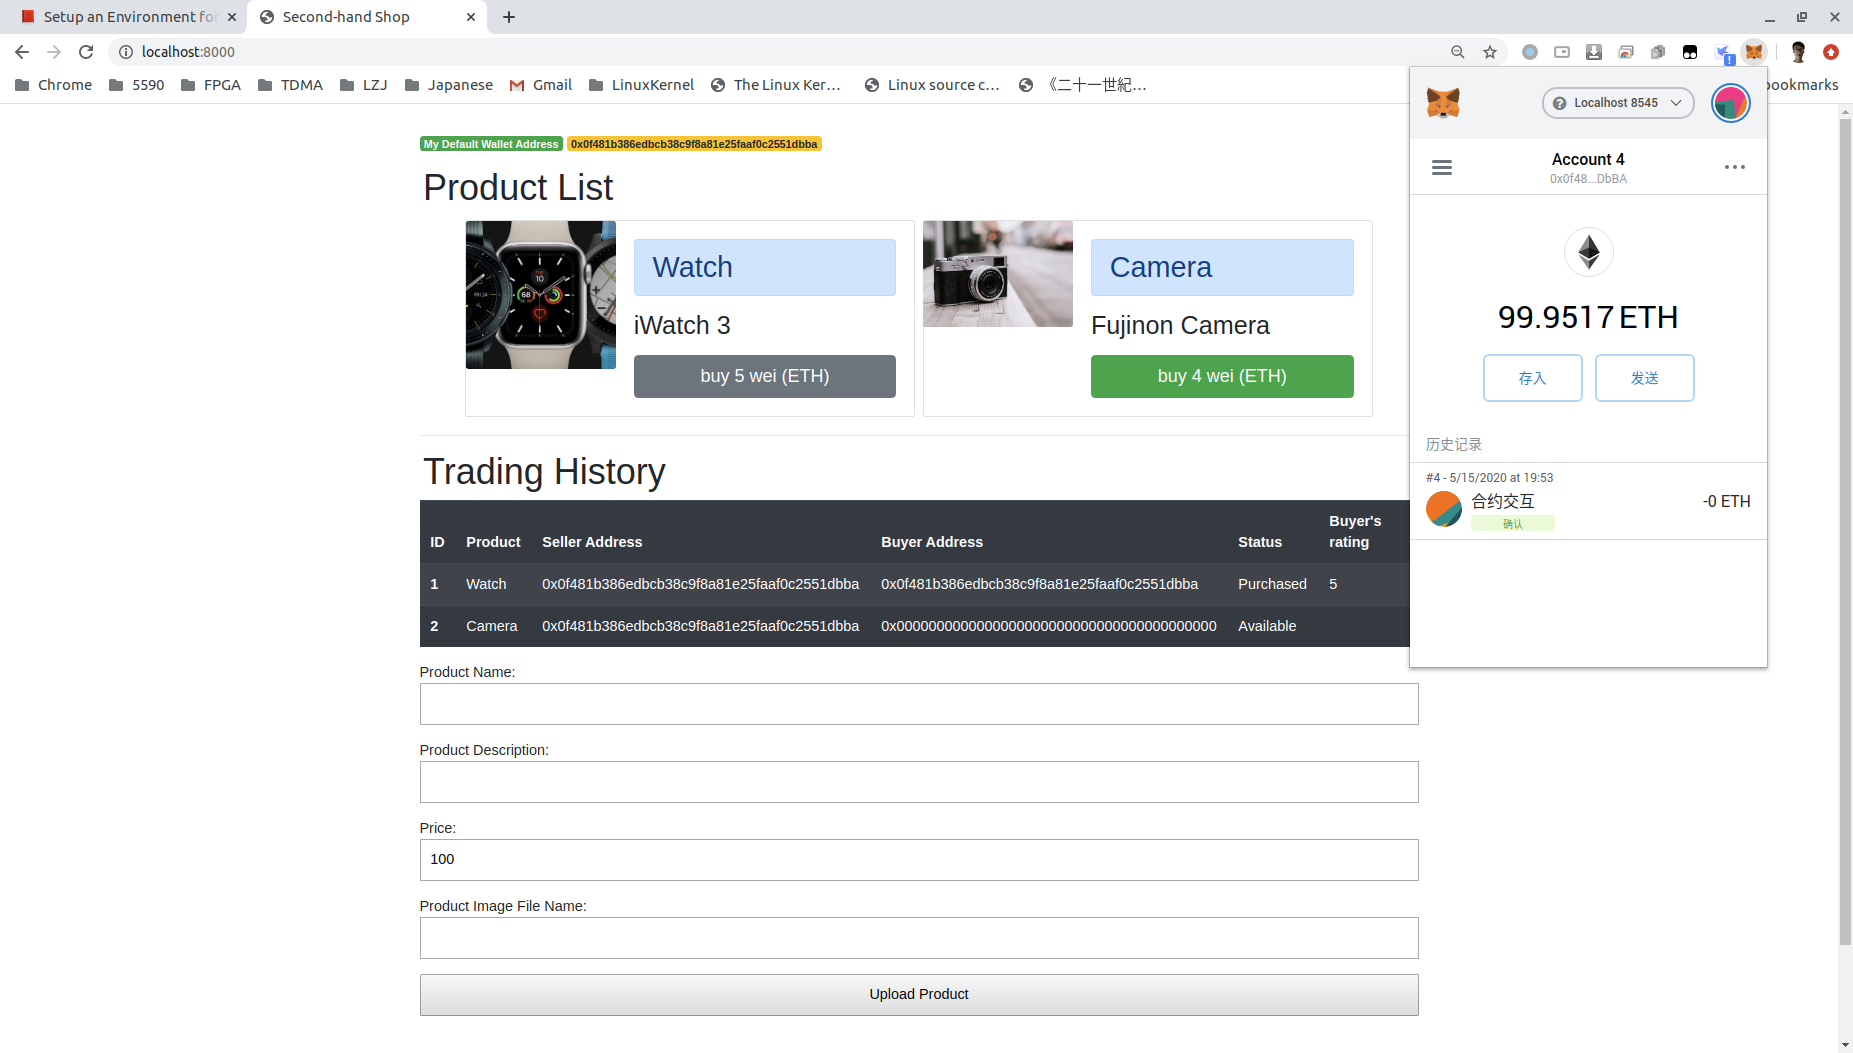 Setup an Environment for
Second-hand Shop
localhost:8000
Chrome
5590
FPGA
TDMA
LZJ
Japanese
Gmail
LinuxKernel
The Linux Ker...
Linux source c...
《二十一世紀...
bookmarks
My Default Wallet Address 0x0f481b386edbcb38c9f8a81e25faaf0c2551dbba
Product List
Watch
iWatch 3
buy 5 wei (ETH)
Camera
Fujinon Camera
buy 4 wei (ETH)
Trading History
ID Product Seller Address Buyer Address Status Buyer's rating
1 Watch 0x0f481b386edbcb38c9f8a81e25faaf0c2551dbba 0x0f481b386edbcb38c9f8a81e25faaf0c2551dbba Purchased 5
2 Camera 0x0f481b386edbcb38c9f8a81e25faaf0c2551dbba 0x0000000000000000000000000000000000000000 Available
Product Name:
Product Description:
Price:
100
Product Image File Name:
Upload Product
Localhost 8545
Account 4
0x0f48...DbBA
99.9517 ETH
存入
发送
历史记录
#4 - 5/15/2020 at 19:53
合约交互
-0 ETH
确认